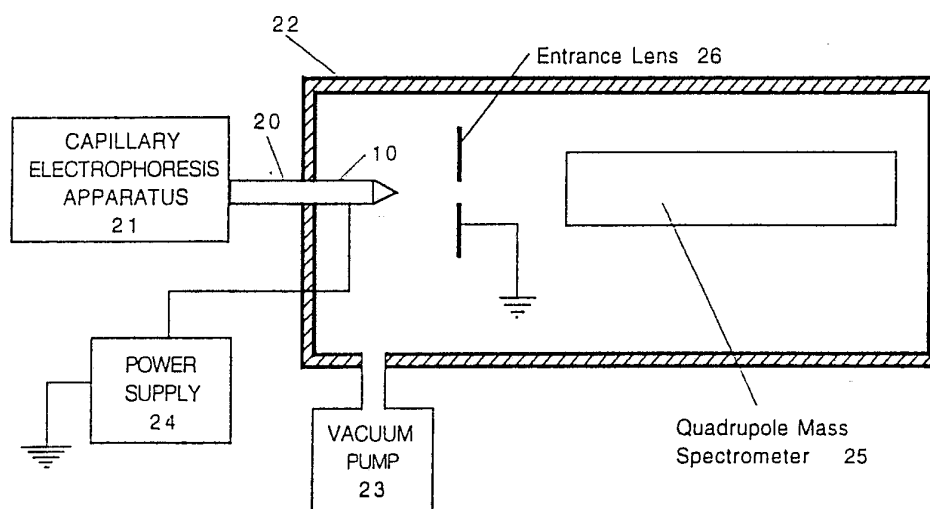 22
Entrance Lens 26
CAPILLARY
ELECTROPHORESIS
APPARATUS
21
20
10
POWER
SUPPLY
24
VACUUM
PUMP
23
Quadrupole Mass
Spectrometer 25